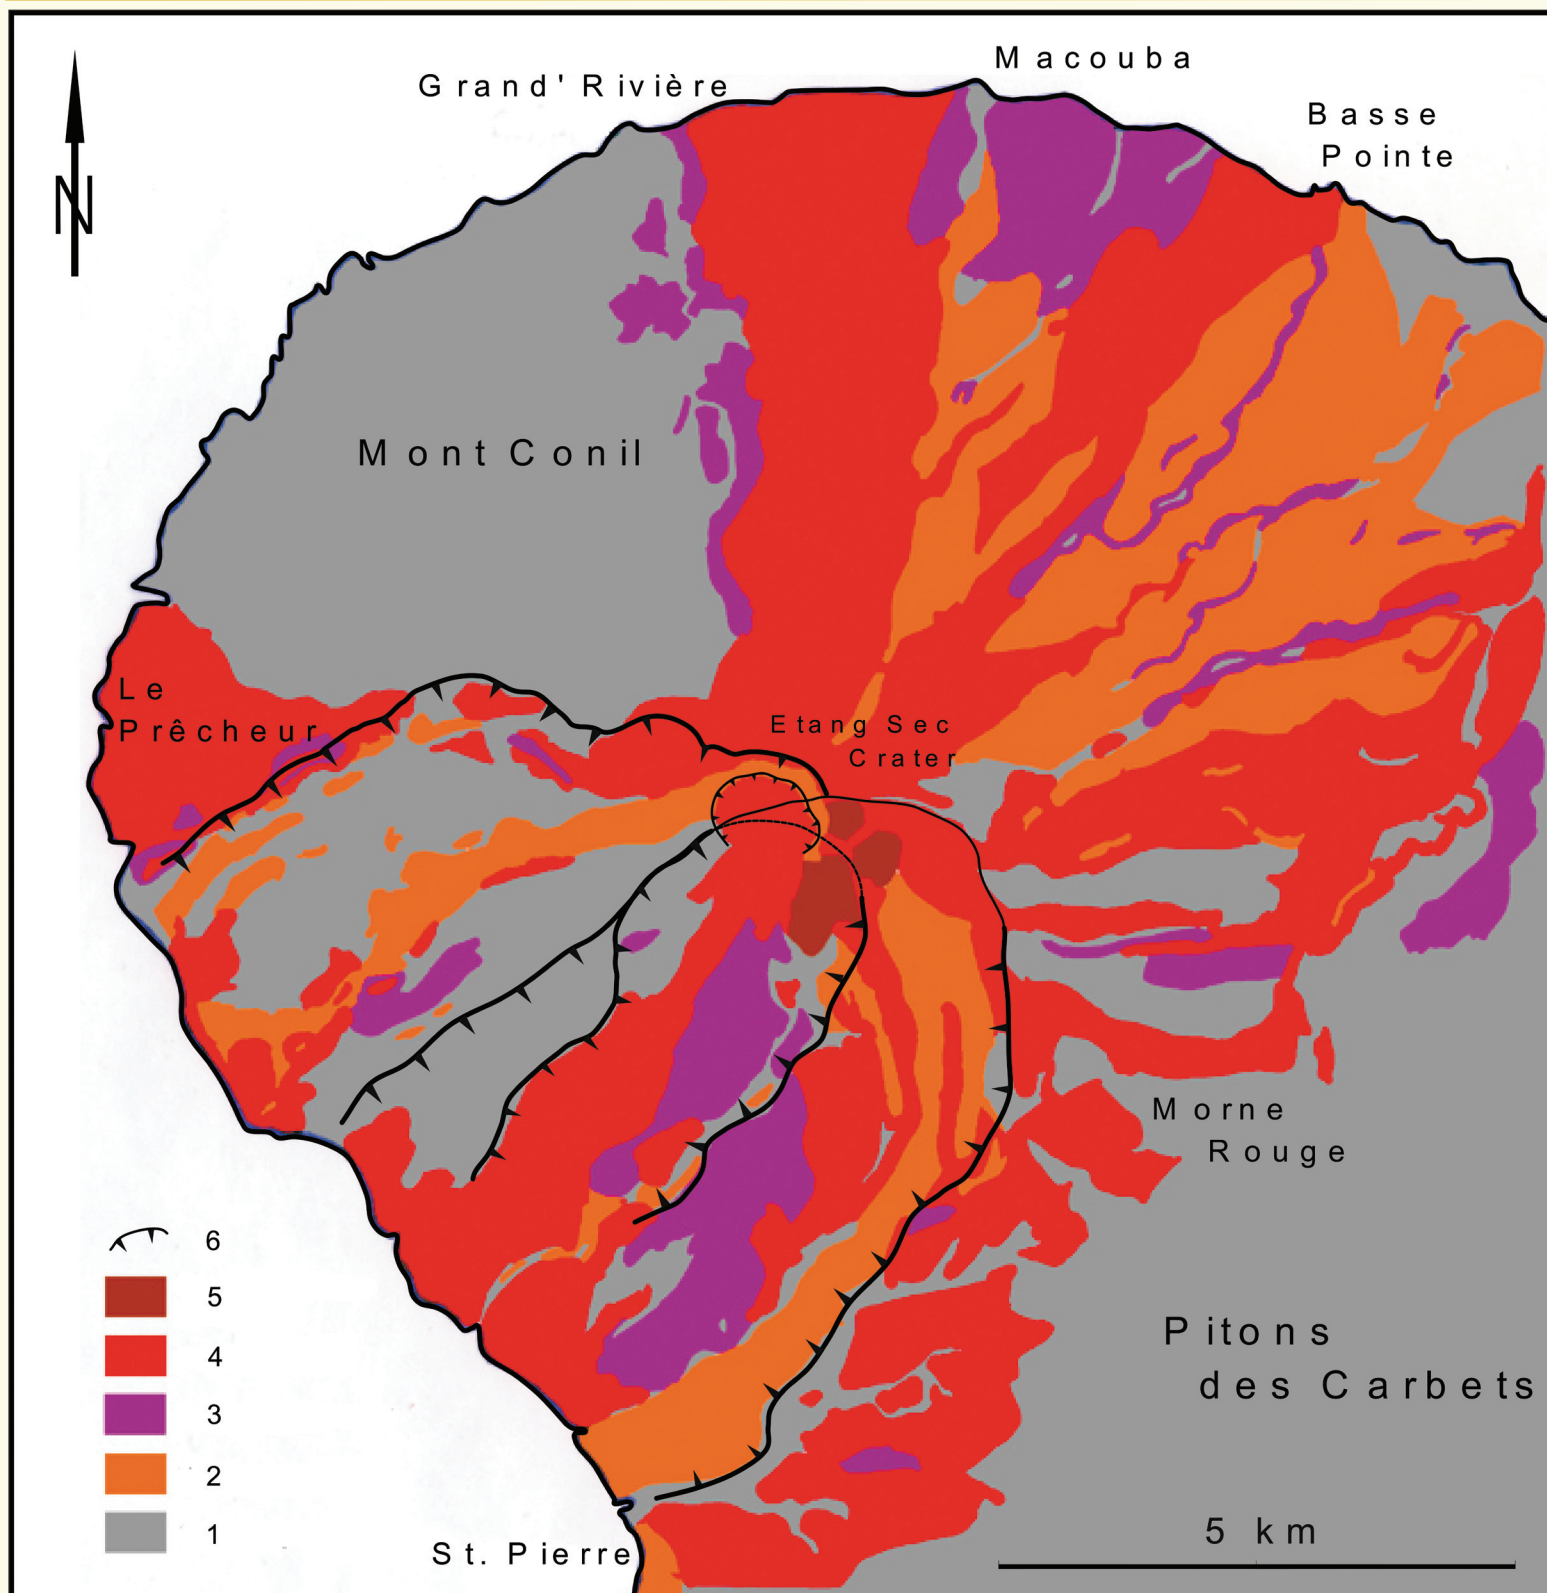 Macouba
Grand' Rivière
Basse
Pointe
N
Mont Conil
Le
Prêcheur
Etang Sec
Crater
Morne
Rouge
6
5
4
3
2
1
Pitons
des Carbets
5 km
St. Pierre